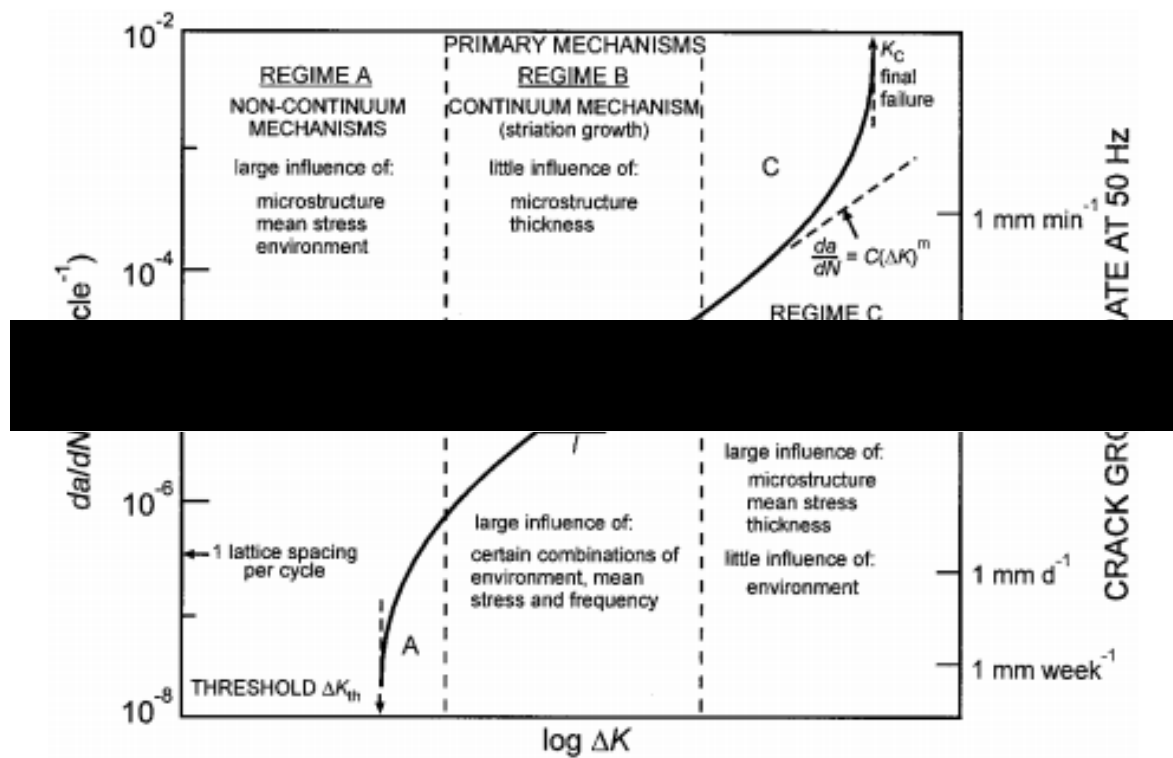 PRIMARY MECHANISMS
REGIME A
NON-CONTINUUM
MECHANISMS
large influence of:
microstructure
mean stress
environment
REGIME B
CONTINUUM MECHANISM
(striation growth)
little influence of:
microstructure
thickness
large influence of:
certain combinations of
environment, mean
stress and frequency
K_C
final
failure
C
da/dN = C(ΔK)^m
REGIME C
large influence of:
microstructure
mean stress
thickness
little influence of:
environment
10^-2
10^-4
10^-6
10^-8
da/dN
1 lattice spacing
per cycle
A
THRESHOLD ΔK_th
log ΔK
1 mm min^-1
1 mm d^-1
1 mm week^-1
CRACK
AT 50 Hz